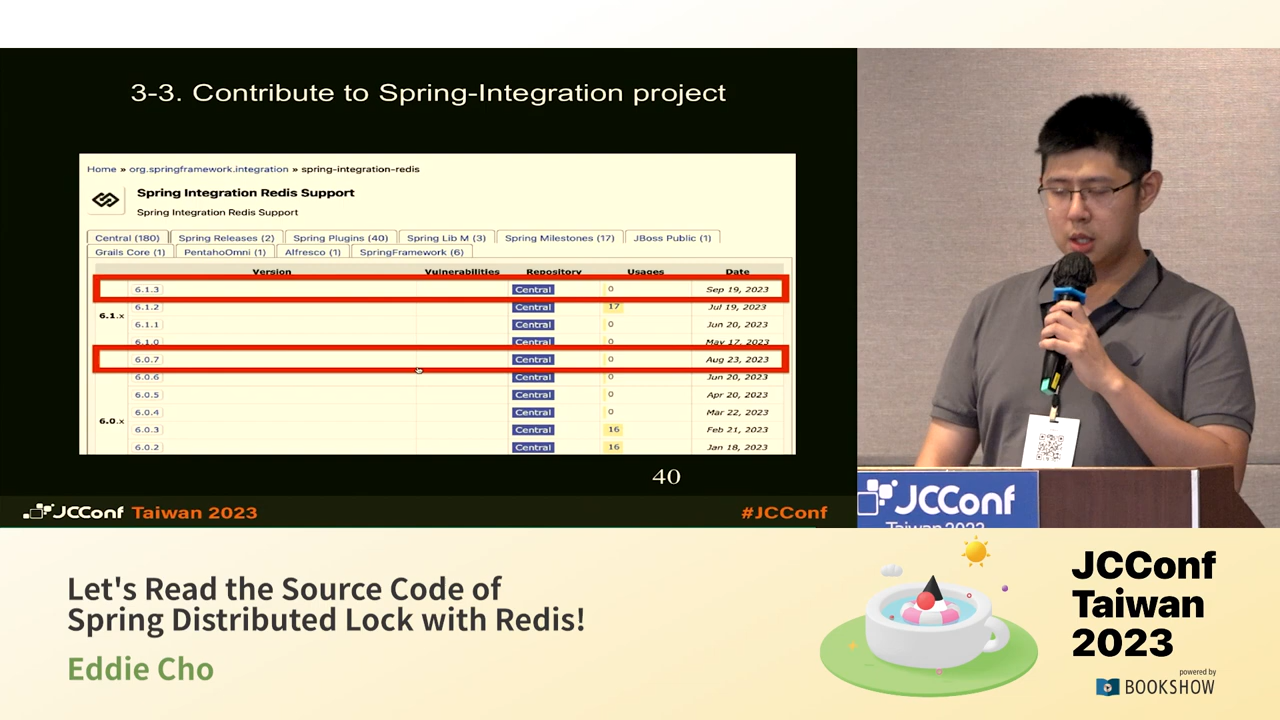 3-3. Contribute to Spring-Integration project
Home » org.springframework.integration » spring-integration-redis
Spring Integration Redis Support
Spring Integration Redis Support
Central (180) Spring Releases (2) Spring Plugins (40) Spring Lib M (3) Spring Milestones (17) JBoss Public (1)
Grails Core (1) PentahoOmni (1) Alfresco (1) SpringFramework (6)
Version Vulnerabilities Repository Usages Date
6.1.3 Central 0 Sep 19, 2023
6.1.2 Central 17 Jul 19, 2023
6.1.x
6.1.1 Central 0 Jun 20, 2023
6.1.0 Central 0 May 17, 2023
6.0.7 Central 0 Aug 23, 2023
6.0.6 Central 0 Jun 20, 2023
6.0.5 Central 0 Apr 20, 2023
6.0.4 Central 0 Mar 22, 2023
6.0.x
6.0.3 Central 16 Feb 21, 2023
6.0.2 Central 16 Jan 18, 2023
40
JCConf Taiwan 2023
#JCConf
JCConf
Taiwan 2023
Let's Read the Source Code of
Spring Distributed Lock with Redis!
Eddie Cho
JCConf
Taiwan
2023
powered by
BOOKSHOW